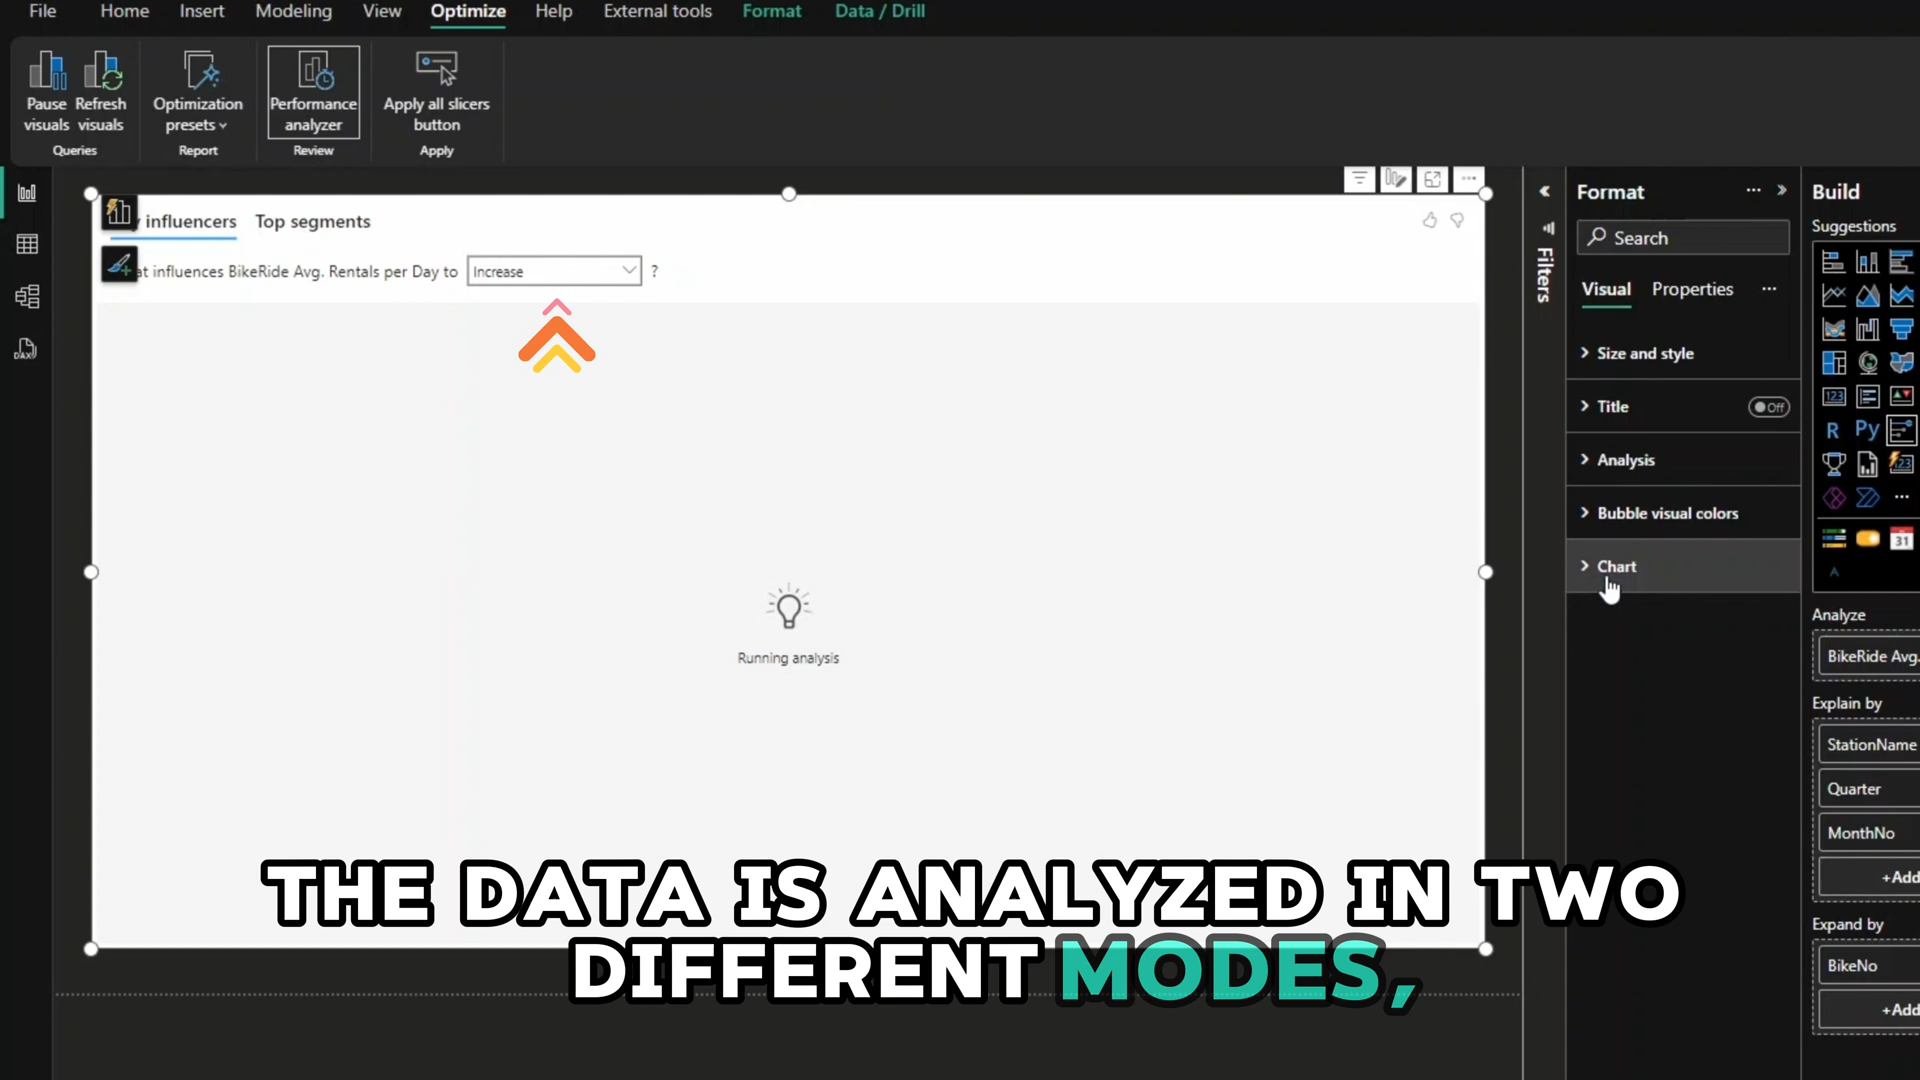 File Home Insert Modeling View Optimize Help External tools Format Data / Drill
Pause visuals
Refresh visuals
Queries
Optimization presets
Report
Performance analyzer
Review
Apply all slicers button
Apply
influencers Top segments
at influences BikeRide Avg. Rentals per Day to Increase ?
Running analysis
Filters
Format
Search
Visual Properties
Size and style
Title Off
Analysis
Bubble visual colors
Chart
Build
Suggestions
123
R Py
123
31
Analyze
BikeRide Avg.
Explain by
StationName
Quarter
MonthNo
+Add
Expand by
BikeNo
+Add
DAX
THE DATA IS ANALYZED IN TWO
DIFFERENT MODES,